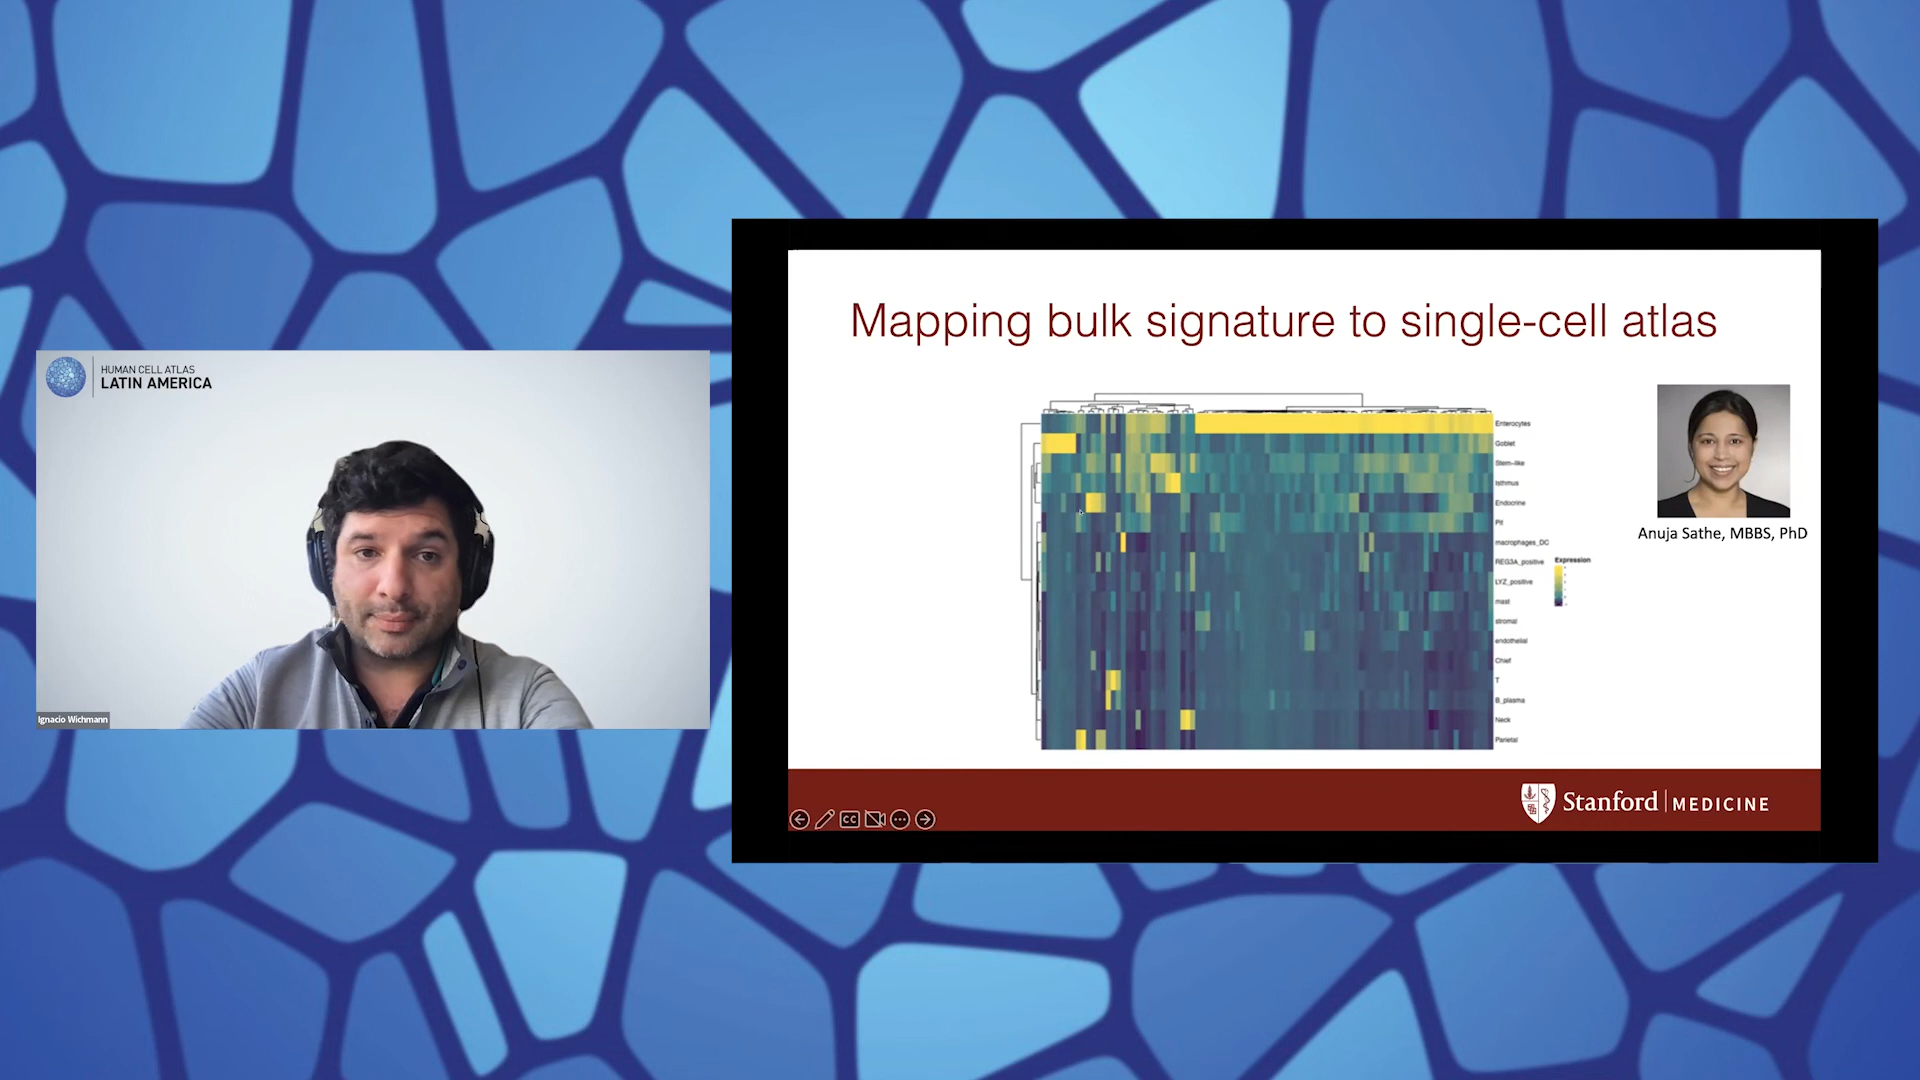 HUMAN CELL ATLAS
LATIN AMERICA
Ignacio Wichmann
Mapping bulk signature to single-cell atlas
Enterocytes
Goblet
Stem-like
Isthmus
Endocrine
Pit
macrophages_DC
REG3A_positive
LYZ_positive
mast
stromal
endothelial
Chief
T
B_plasma
Neck
Parietal
Expression
Anuja Sathe, MBBS, PhD
CC
Stanford MEDICINE